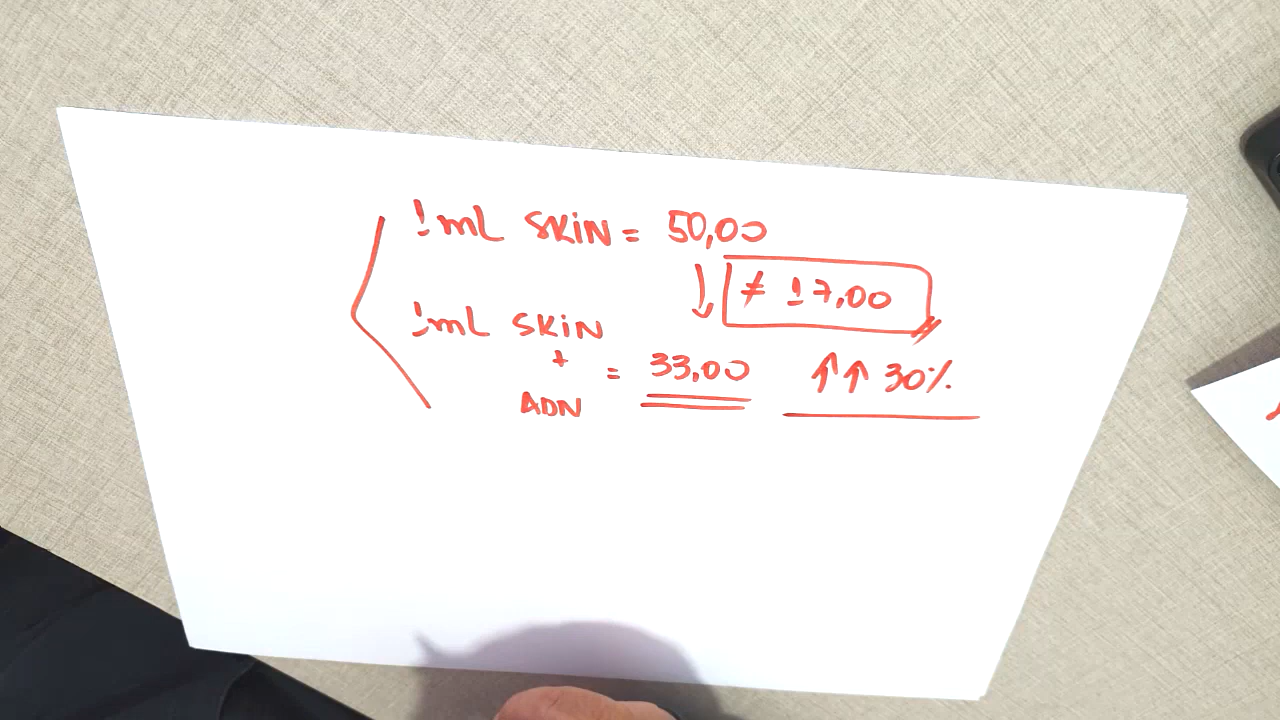 1ml SKIN = 50,00
↓ ≠ 17,00
1ml SKIN
+
= 33,00 ↑↑ 30%
ADN